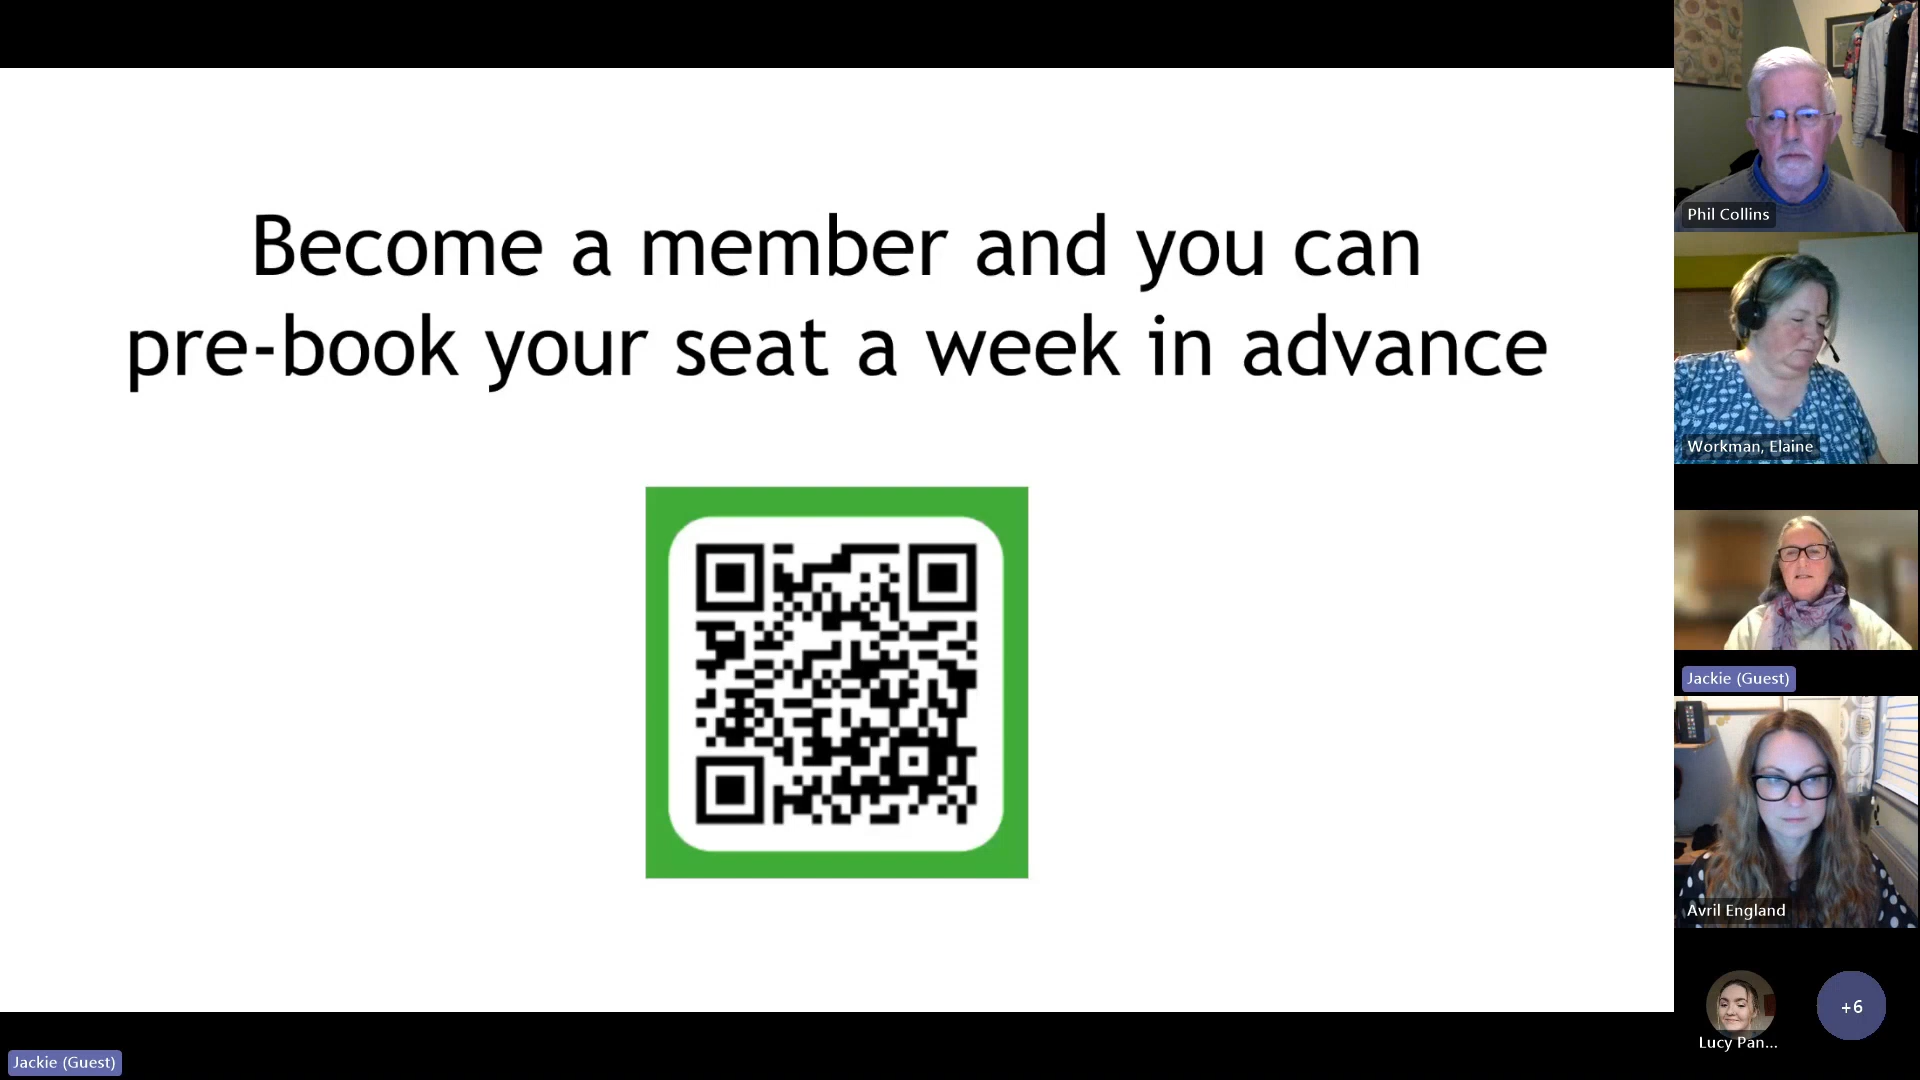 Become a member and you can
pre-book your seat a week in advance
Phil Collins
Workman, Elaine
Jackie (Guest)
Avril England
Lucy Pan...
+6
Jackie (Guest)